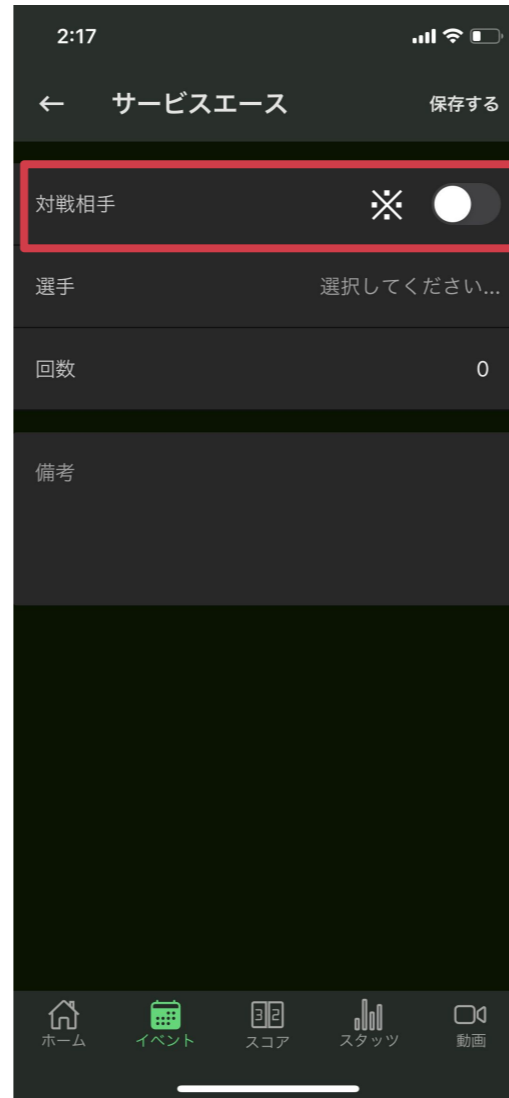 2:17
← サービスエース 保存する
対戦相手 ※
選手 選択してください...
回数 0
備考
ホーム イベント スコア スタッツ 動画